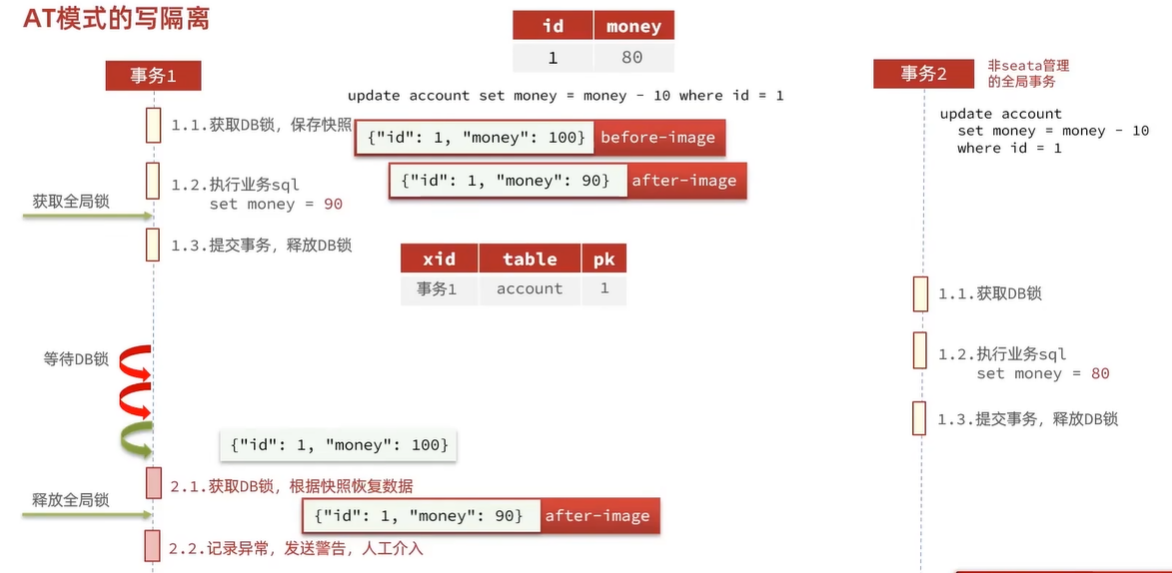 AT模式的写隔离
id money
1 80
事务1
update account set money = money - 10 where id = 1
1.1.获取DB锁，保存快照
{"id": 1, "money": 100} before-image
1.2.执行业务sql
set money = 90
{"id": 1, "money": 90} after-image
获取全局锁
1.3.提交事务，释放DB锁
xid table pk
事务1 account 1
等待DB锁
{"id": 1, "money": 100}
2.1.获取DB锁，根据快照恢复数据
释放全局锁
{"id": 1, "money": 90} after-image
2.2.记录异常，发送警告，人工介入
事务2
非seata管理
的全局事务
update account
set money = money - 10
where id = 1
1.1.获取DB锁
1.2.执行业务sql
set money = 80
1.3.提交事务，释放DB锁